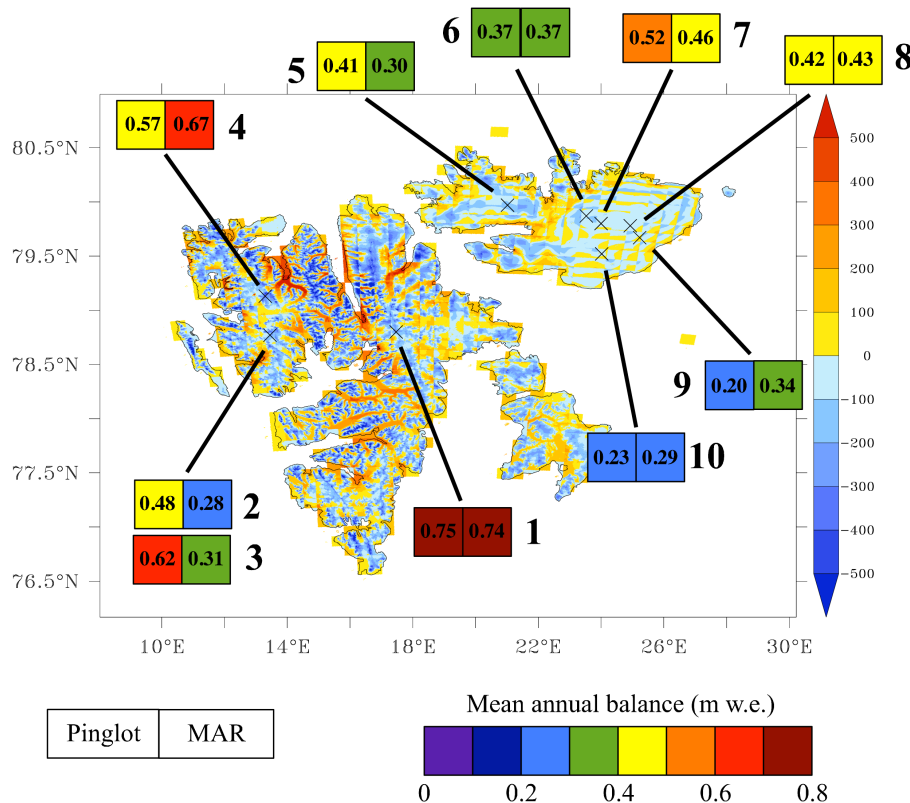 6 0.37 0.37
0.52 0.46 7
0.42 0.43 8
5 0.41 0.30
0.57 0.67 4
80.5°N
79.5°N
78.5°N
77.5°N
76.5°N
500
400
300
200
100
0
−100
−200
−300
−400
−500
9 0.20 0.34
0.23 0.29 10
0.48 0.28 2
0.62 0.31 3
0.75 0.74 1
10°E 14°E 18°E 22°E 26°E 30°E
Pinglot MAR
Mean annual balance (m w.e.)
0 0.2 0.4 0.6 0.8